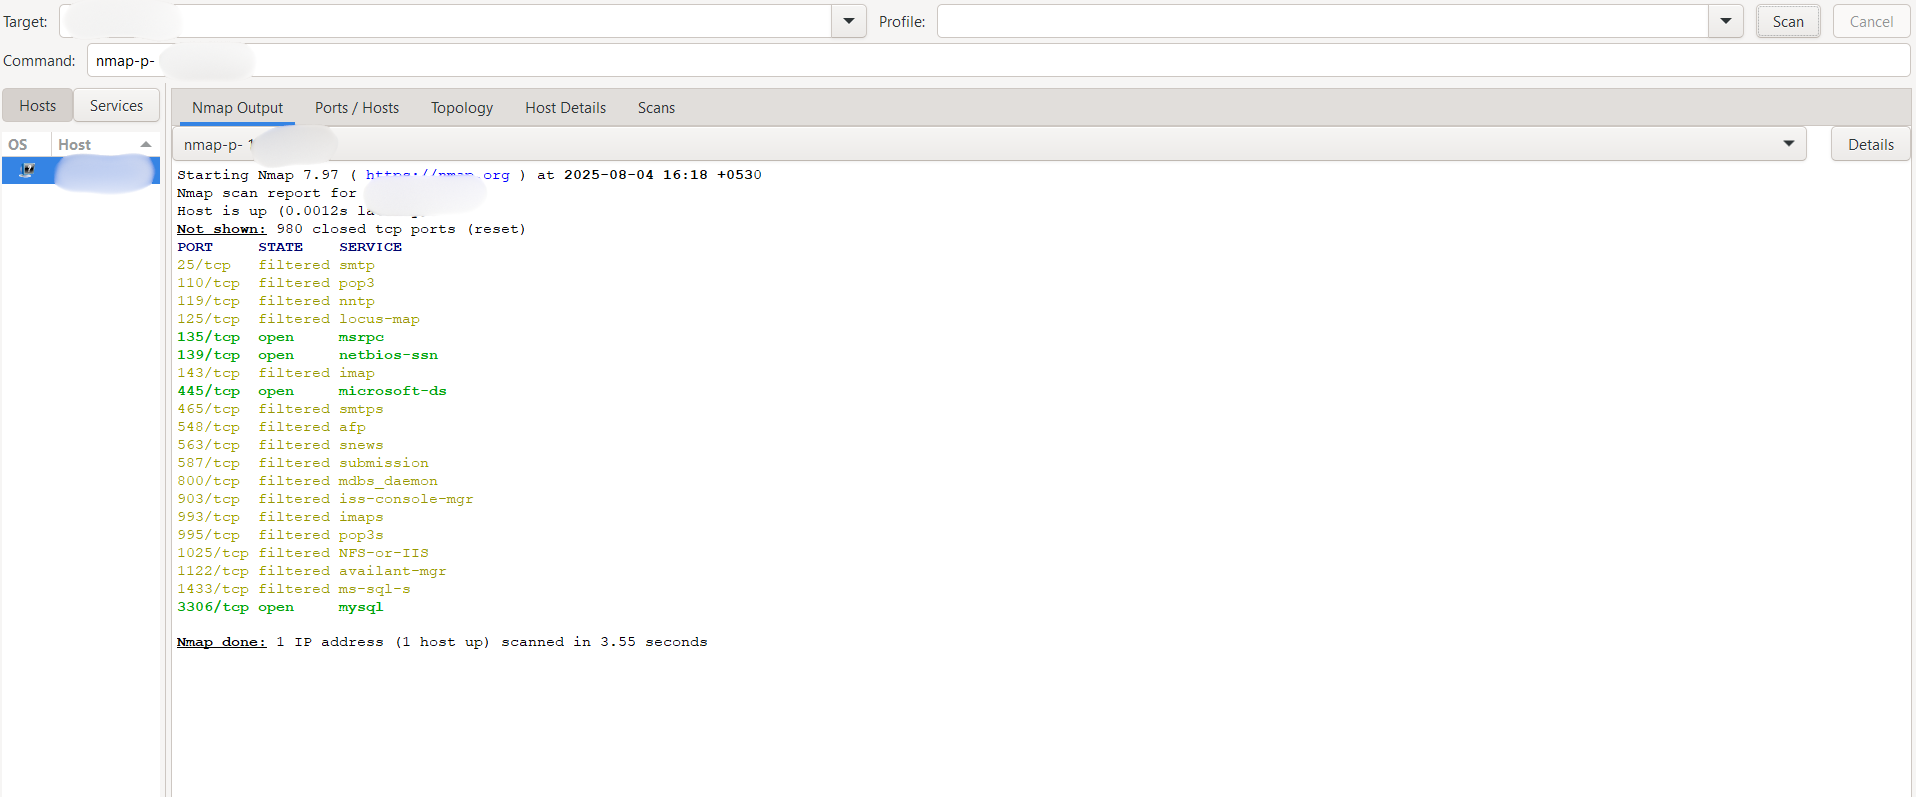 Target: Profile: Scan Cancel
Command: nmap-p-
Hosts Services Nmap Output Ports / Hosts Topology Host Details Scans
OS Host nmap-p- 1 Details
Starting Nmap 7.97 ( https://nmap.org ) at 2025-08-04 16:18 +0530
Nmap scan report for
Host is up (0.0012s
Not shown: 980 closed tcp ports (reset)
PORT STATE SERVICE
25/tcp filtered smtp
110/tcp filtered pop3
119/tcp filtered nntp
125/tcp filtered locus-map
135/tcp open msrpc
139/tcp open netbios-ssn
143/tcp filtered imap
445/tcp open microsoft-ds
465/tcp filtered smtps
548/tcp filtered afp
563/tcp filtered snews
587/tcp filtered submission
800/tcp filtered mdbs_daemon
903/tcp filtered iss-console-mgr
993/tcp filtered imaps
995/tcp filtered pop3s
1025/tcp filtered NFS-or-IIS
1122/tcp filtered availant-mgr
1433/tcp filtered ms-sql-s
3306/tcp open mysql
Nmap done: 1 IP address (1 host up) scanned in 3.55 seconds